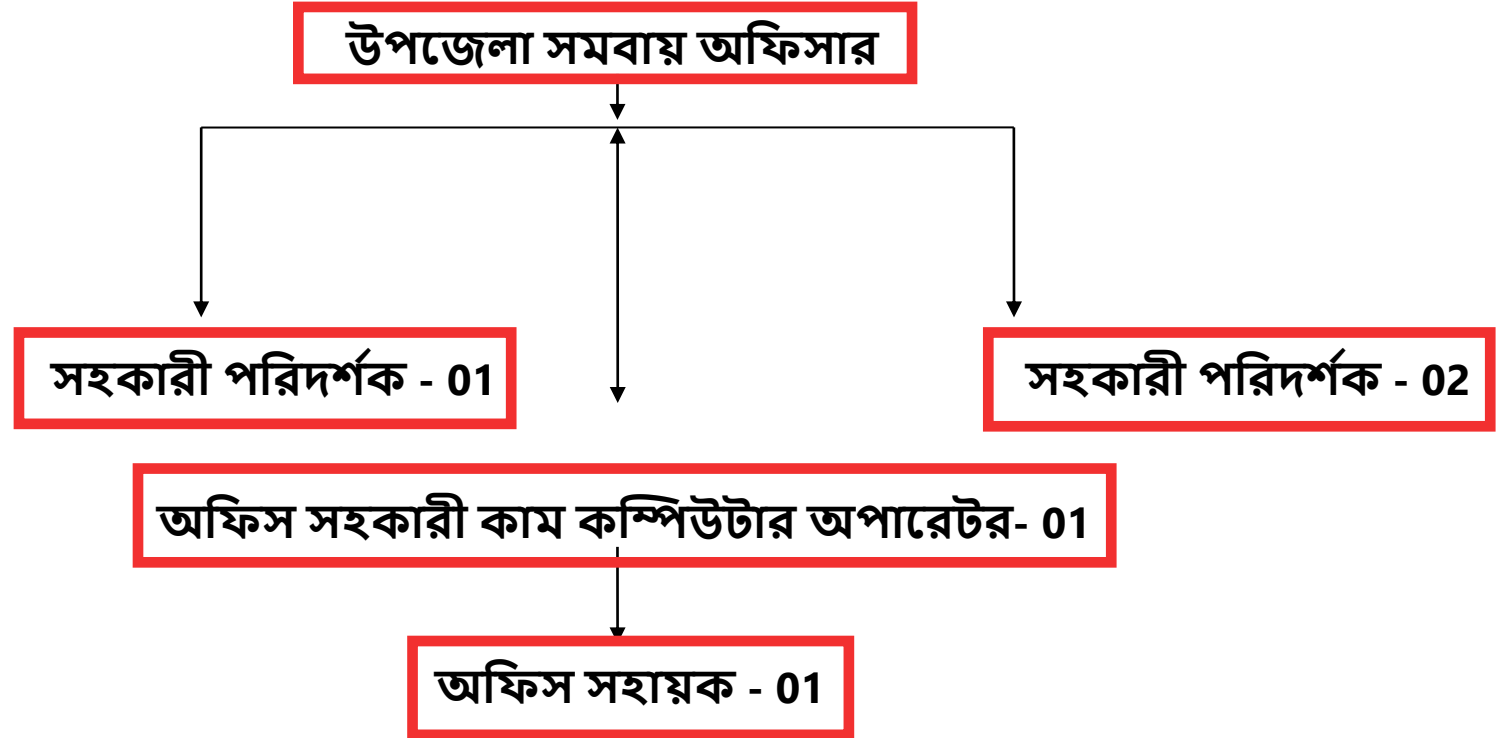 উপজেলা সমবায় অফিসার
সহকারী পরিদর্শক - 01
সহকারী পরিদর্শক - 02
অফিস সহকারী কাম কম্পিউটার অপারেটর- 01
অফিস সহায়ক - 01